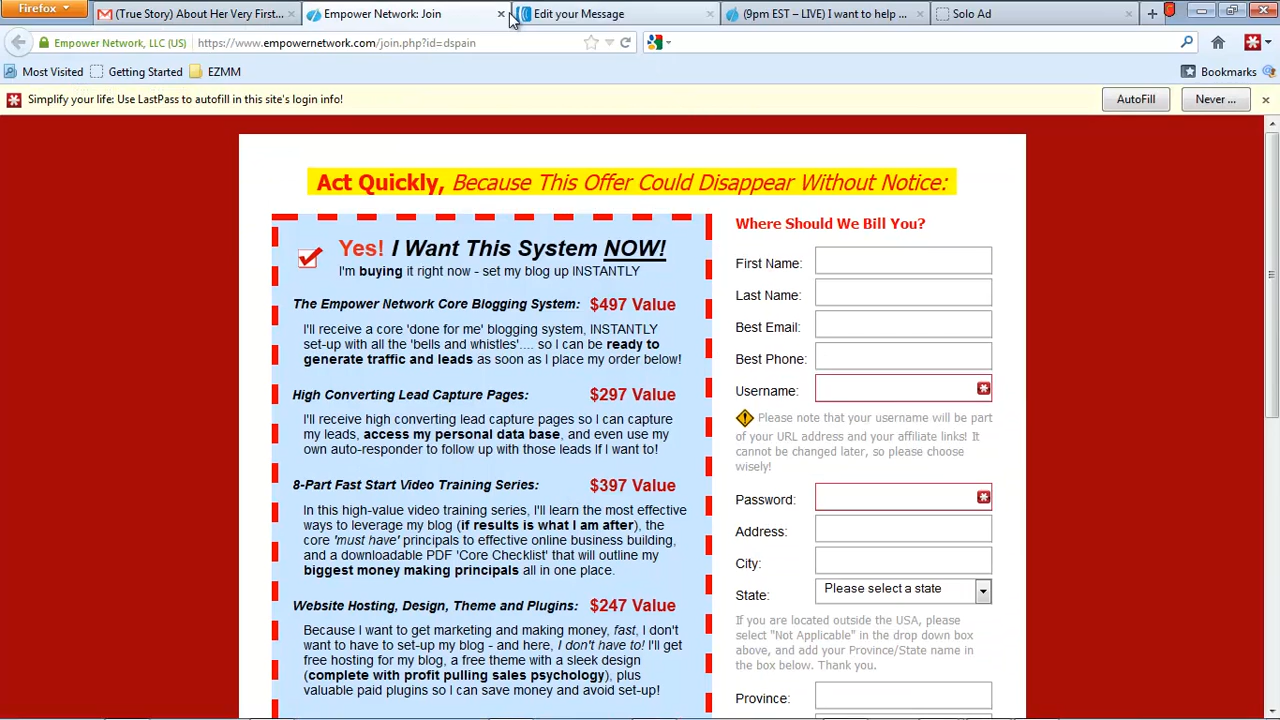 Firefox
(True Story) About Her Very First...
Empower Network: Join
Edit your Message
(9pm EST – LIVE) I want to help ...
Solo Ad
Empower Network, LLC (US)
https://www.empowernetwork.com/join.php?id=dspain
Most Visited
Getting Started
EZMM
Bookmarks
Simplify your life: Use LastPass to autofill in this site's login info!
AutoFill
Never ...
Act Quickly, Because This Offer Could Disappear Without Notice:
Yes! I Want This System NOW!
I'm buying it right now - set my blog up INSTANTLY
The Empower Network Core Blogging System: $497 Value
I'll receive a core 'done for me' blogging system, INSTANTLY
set-up with all the 'bells and whistles'.... so I can be ready to
generate traffic and leads as soon as I place my order below!
High Converting Lead Capture Pages: $297 Value
I'll receive high converting lead capture pages so I can capture
my leads, access my personal data base, and even use my
own auto-responder to follow up with those leads if I want to!
8-Part Fast Start Video Training Series: $397 Value
In this high-value video training series, I'll learn the most effective
ways to leverage my blog (if results is what I am after), the
core 'must have' principals to effective online business building,
and a downloadable PDF 'Core Checklist' that will outline my
biggest money making principals all in one place.
Website Hosting, Design, Theme and Plugins: $247 Value
Because I want to get marketing and making money, fast, I don't
want to have to set-up my blog - and here, I don't have to! I'll get
free hosting for my blog, a free theme with a sleek design
(complete with profit pulling sales psychology), plus
valuable paid plugins so I can save money and avoid set-up!
Where Should We Bill You?
First Name:
Last Name:
Best Email:
Best Phone:
Username:
Please note that your username will be part
of your URL address and your affiliate links! It
cannot be changed later, so please choose
wisely!
Password:
Address:
City:
State: Please select a state
If you are located outside the USA, please
select "Not Applicable" in the drop down box
above, and add your Province/State name in
the box below. Thank you.
Province: